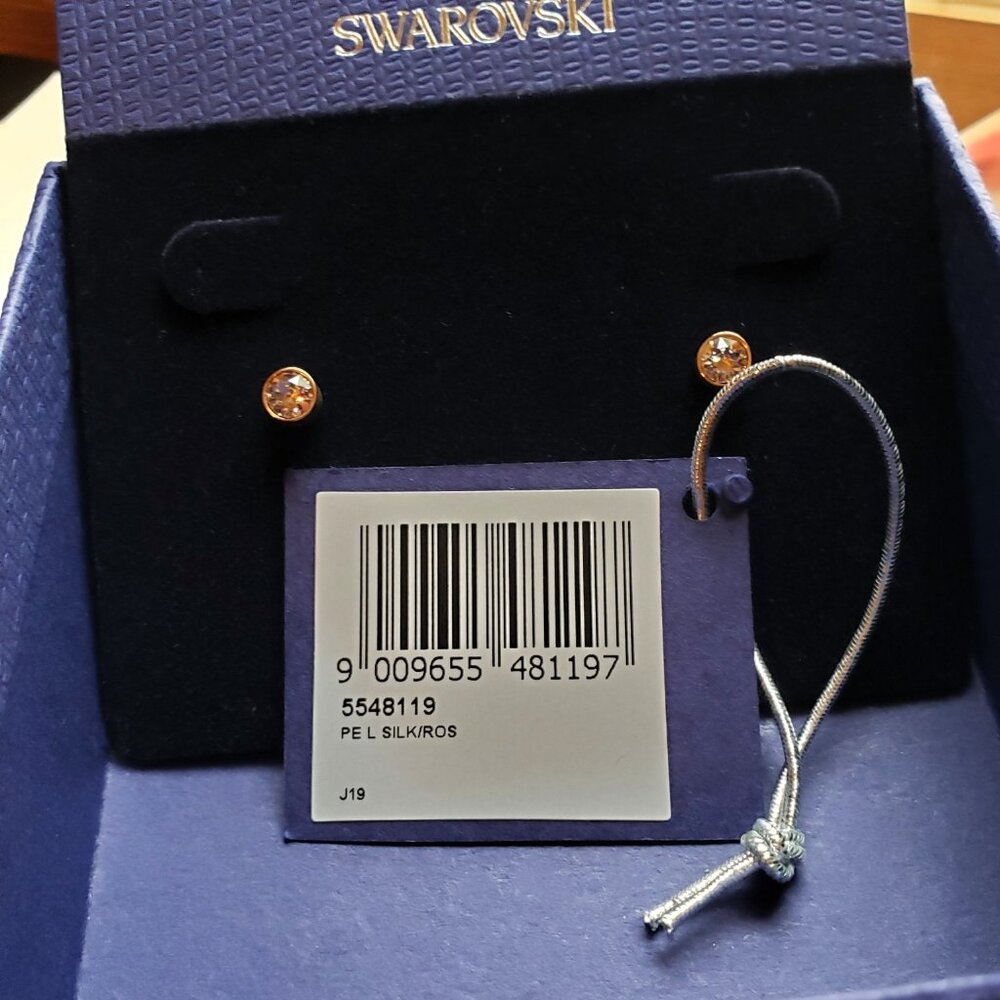 SWAROVSKI
9 009655 481197
5548119
PE L SILK/ROS
J19